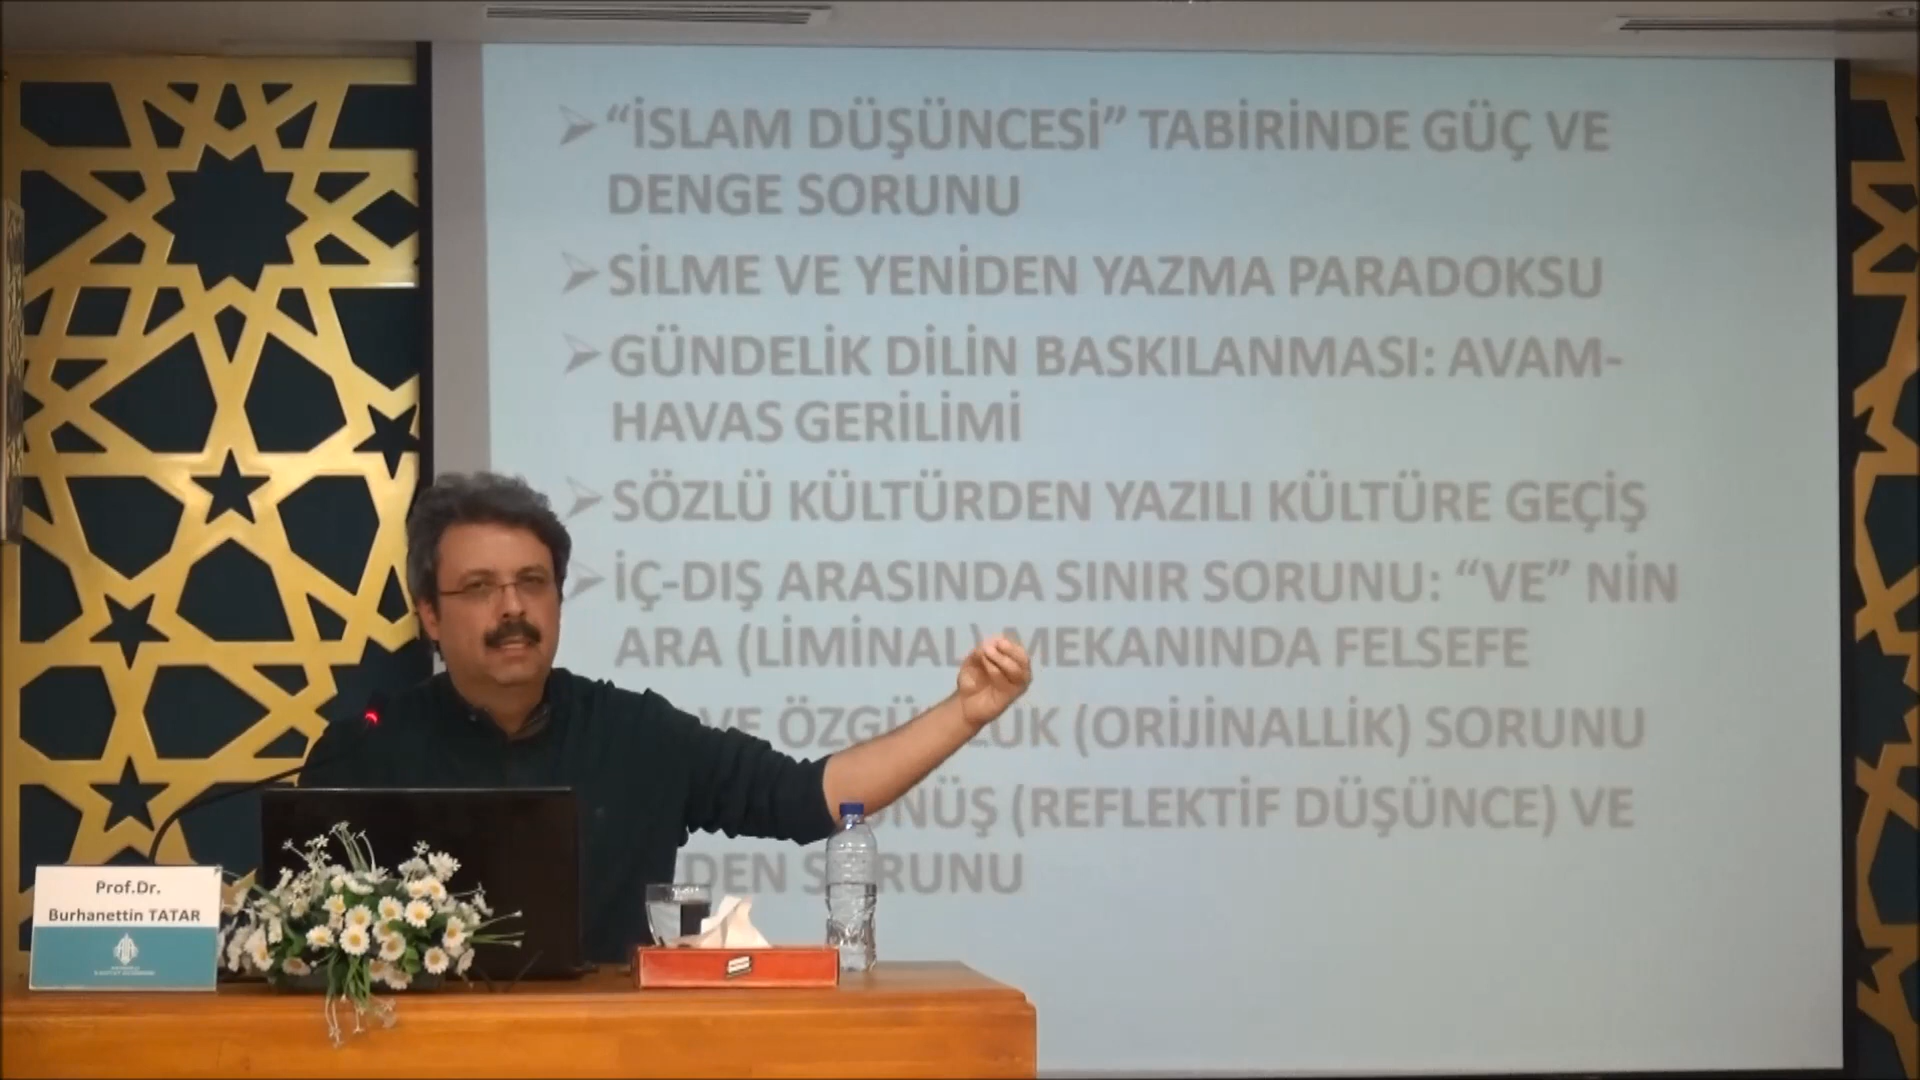 “İSLAM DÜŞÜNCESİ” TABİRİNDE GÜÇ VE
DENGE SORUNU
SİLME VE YENİDEN YAZMA PARADOKSU
GÜNDELİK DİLİN BASKILANMASI: AVAM-
HAVAS GERİLİMİ
SÖZLÜ KÜLTÜRDEN YAZILI KÜLTÜRE GEÇİŞ
İÇ-DIŞ ARASINDA SINIR SORUNU: “VE” NİN
ARA (LİMİNAL) MEKANINDA FELSEFE
VE ÖZGÜNLÜK (ORİJİNALLİK) SORUNU
(REFLEKTİF DÜŞÜNCE) VE
SORUNU
Prof.Dr.
Burhanettin TATAR